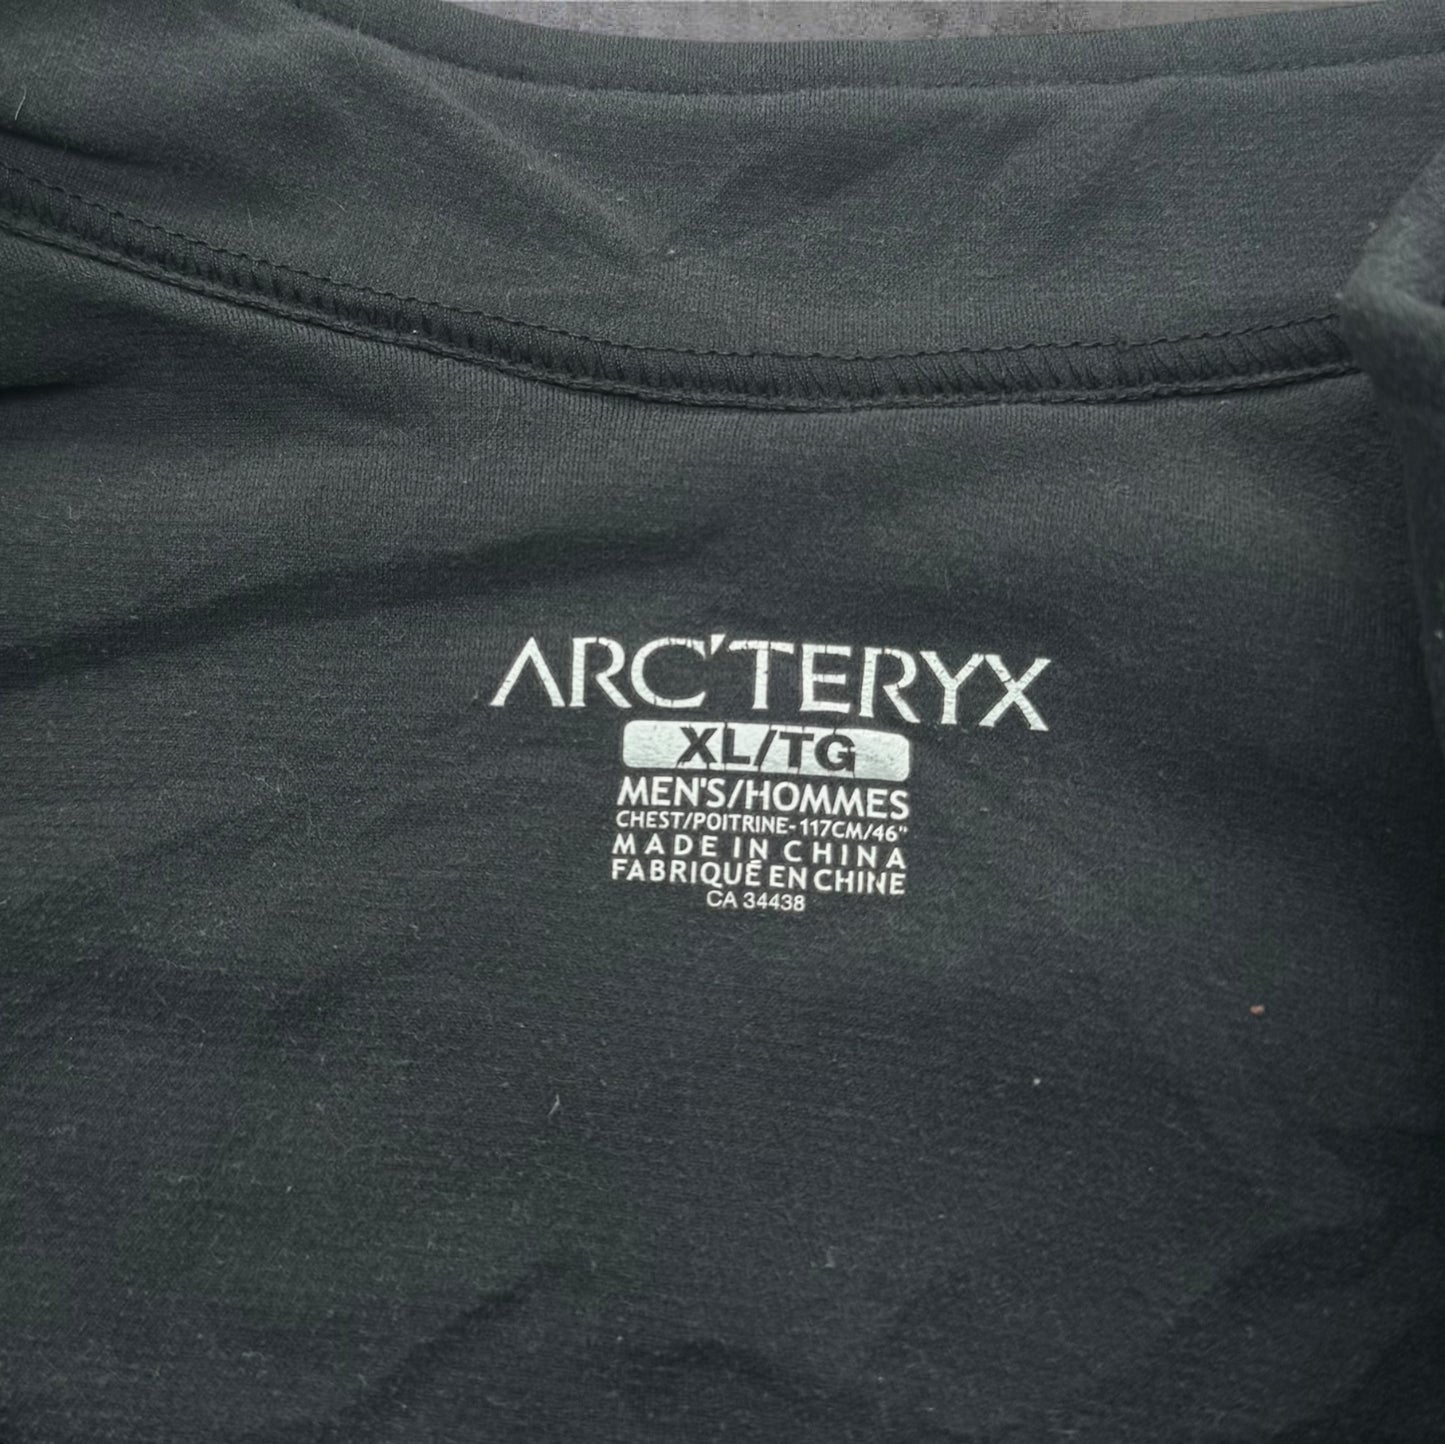 ARC'TERYX
XL/TG
MEN'S/HOMMES
CHEST/POITRINE-117CM/46"
MADE IN CHINA
FABRIQUÉ EN CHINE
CA 34438